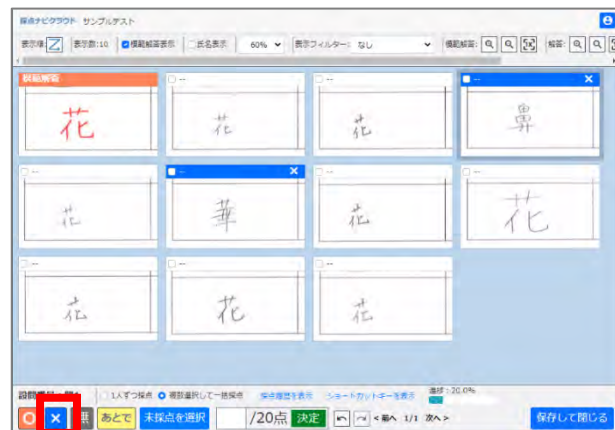 採点ナビクラウド サンプルテスト
表示順: 表示数:10 模範解答表示 氏名表示 60% 表示フィルター: なし 模範解答: 解答:
模範解答 -- -- -- ×
花 花 花 鼻
-- -- × -- --
花 華 花 花
-- -- --
花 花 花
1人ずつ採点 複数選択して一括採点 採点履歴を表示 ショートカットキーを表示 進捗:20.0%
○ × 無 あとで 未採点を選択 /20点 決定 <前へ 1/1 次へ> 保存して閉じる